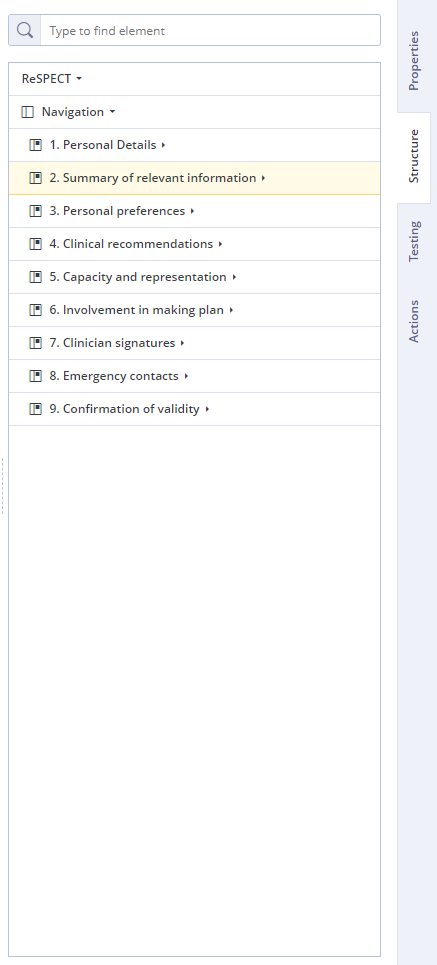 Type to find element
ReSPECT
Navigation
1. Personal Details
2. Summary of relevant information
3. Personal preferences
4. Clinical recommendations
5. Capacity and representation
6. Involvement in making plan
7. Clinician signatures
8. Emergency contacts
9. Confirmation of validity
Properties
Structure
Testing
Actions